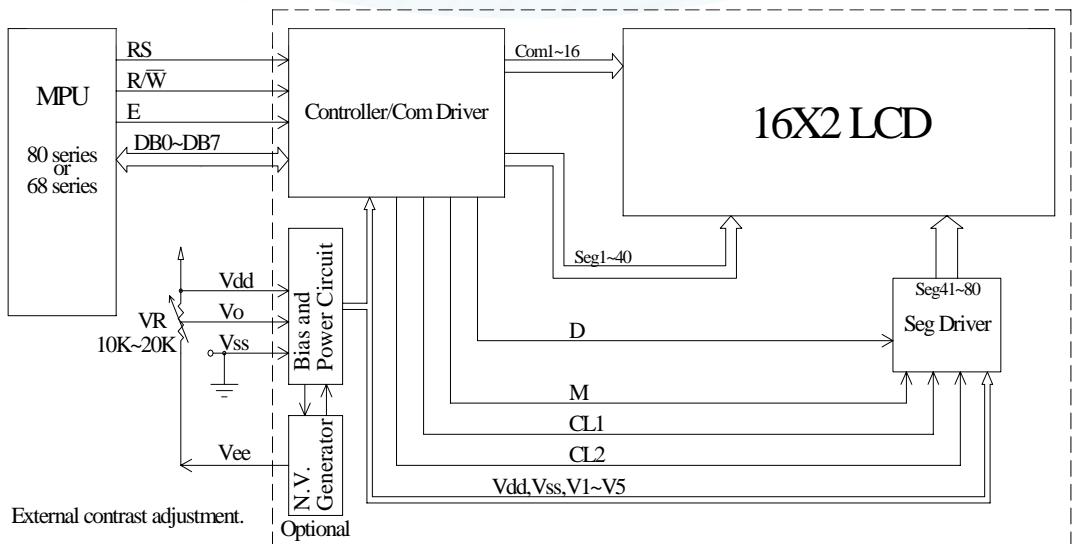 RS
R/W̅
E
DB0~DB7
MPU
80 series
or
68 series
Controller/Com Driver
Com1~16
16X2 LCD
Seg1~40
Seg41~80
Seg Driver
Vdd
Vo
Vss
VR
10K~20K
Bias and
Power Circuit
D
M
CL1
CL2
Vdd,Vss,V1~V5
Vee
N.V.
Generator
Optional
External contrast adjustment.